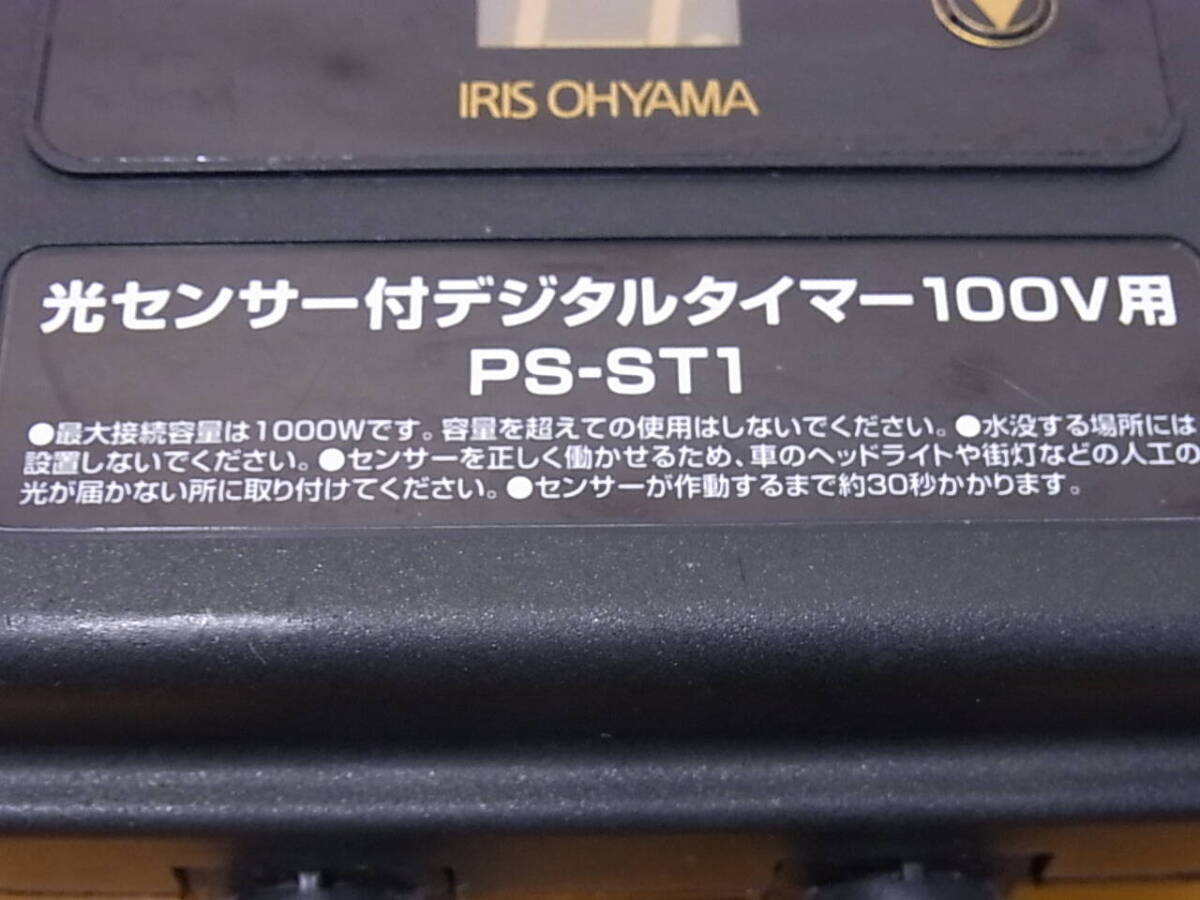 IRIS OHYAMA
光センサー付デジタルタイマー100V用
PS-ST1
●最大接続容量は1000Wです。容量を超えての使用はしないでください。●水没する場所には
設置しないでください。●センサーを正しく働かせるため、車のヘッドライトや街灯などの人工の
光が届かない所に取り付けてください。●センサーが作動するまで約30秒かかります。